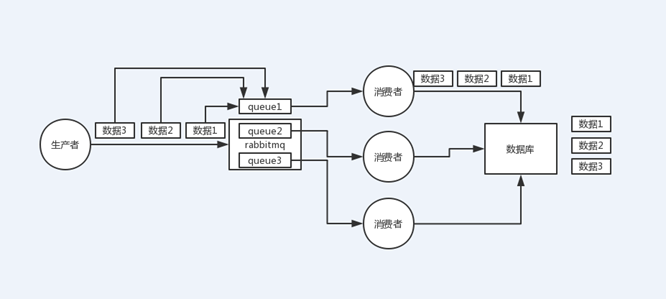 生产者
数据3
数据2
数据1
queue1
queue2
rabbitmq
queue3
消费者
数据3
数据2
数据1
消费者
消费者
数据库
数据1
数据2
数据3